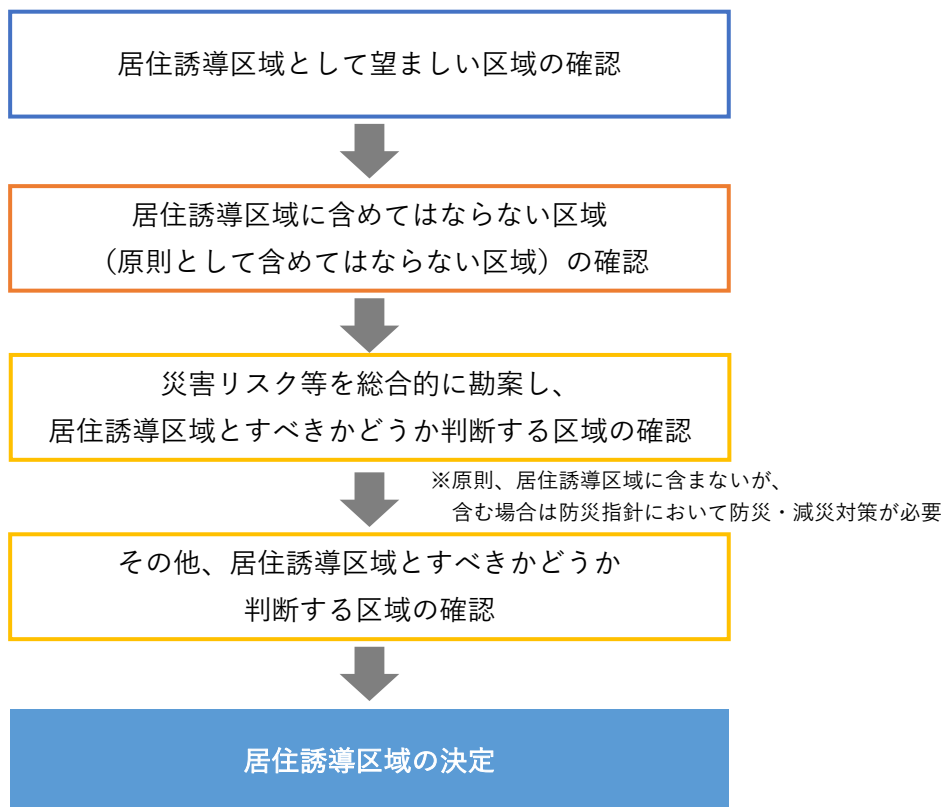 居住誘導区域として望ましい区域の確認
居住誘導区域に含めてはならない区域
（原則として含めてはならない区域）の確認
災害リスク等を総合的に勘案し、
居住誘導区域とすべきかどうか判断する区域の確認
※原則、居住誘導区域に含まないが、
含む場合は防災指針において防災・減災対策が必要
その他、居住誘導区域とすべきかどうか
判断する区域の確認
居住誘導区域の決定